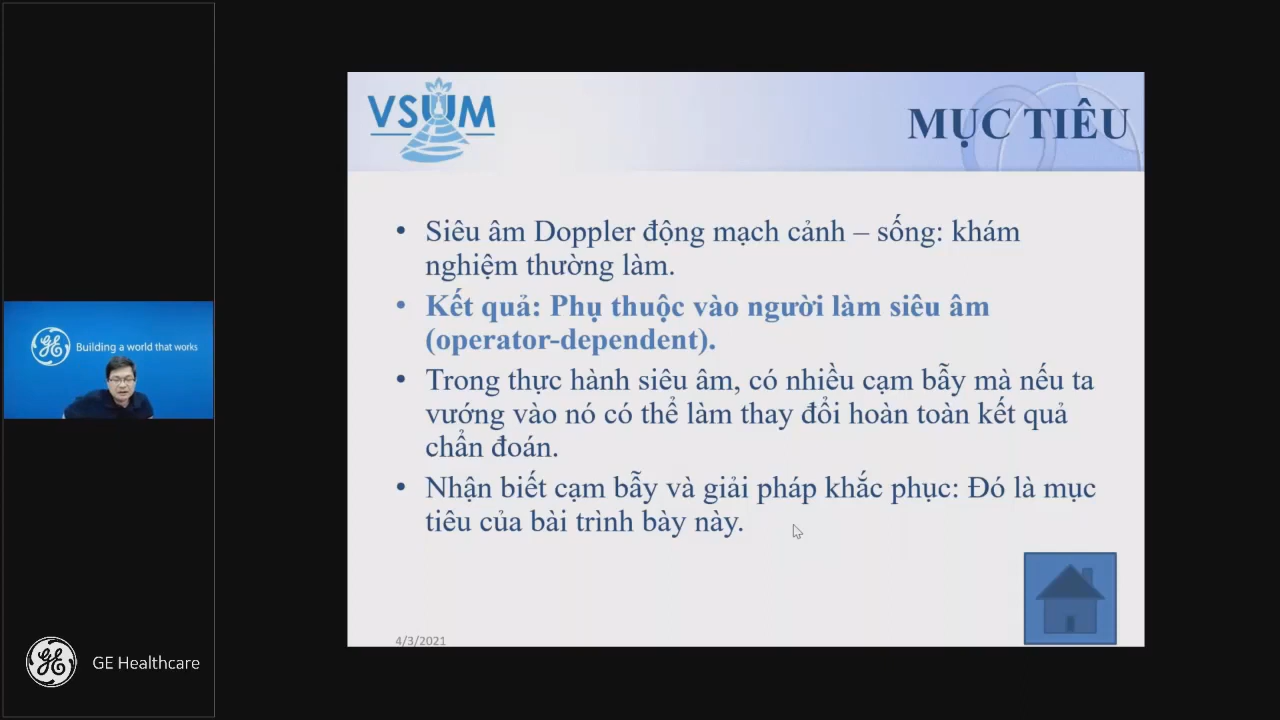 VSUM
MỤC TIÊU
• Siêu âm Doppler động mạch cảnh – sống: khám
nghiệm thường làm.
• Kết quả: Phụ thuộc vào người làm siêu âm
(operator-dependent).
• Trong thực hành siêu âm, có nhiều cạm bẫy mà nếu ta
vướng vào nó có thể làm thay đổi hoàn toàn kết quả
chẩn đoán.
• Nhận biết cạm bẫy và giải pháp khắc phục: Đó là mục
tiêu của bài trình bày này.
4/3/2021
GE Building a world that works
GE GE Healthcare